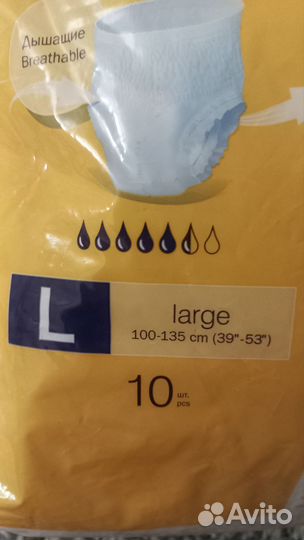 Дышащие
Breathable
L
large
100-135 cm (39"-53")
10 шт.
pcs
Avito